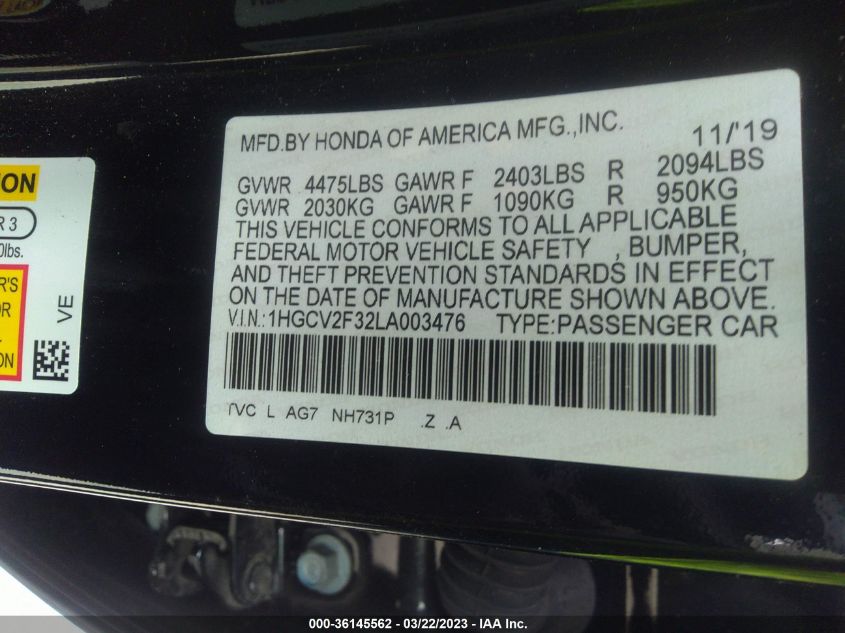 MFD.BY HONDA OF AMERICA MFG.,INC. 11/'19
GVWR 4475LBS GAWR F 2403LBS R 2094LBS
GVWR 2030KG GAWR F 1090KG R 950KG
THIS VEHICLE CONFORMS TO ALL APPLICABLE
FEDERAL MOTOR VEHICLE SAFETY , BUMPER,
AND THEFT PREVENTION STANDARDS IN EFFECT
ON THE DATE OF MANUFACTURE SHOWN ABOVE.
V.I.N.:1HGCV2F32LA003476 TYPE:PASSENGER CAR
TVC L AG7 NH731P .Z .A
R 3
lbs.
VE
000-36145562 - 03/22/2023 - IAA Inc.